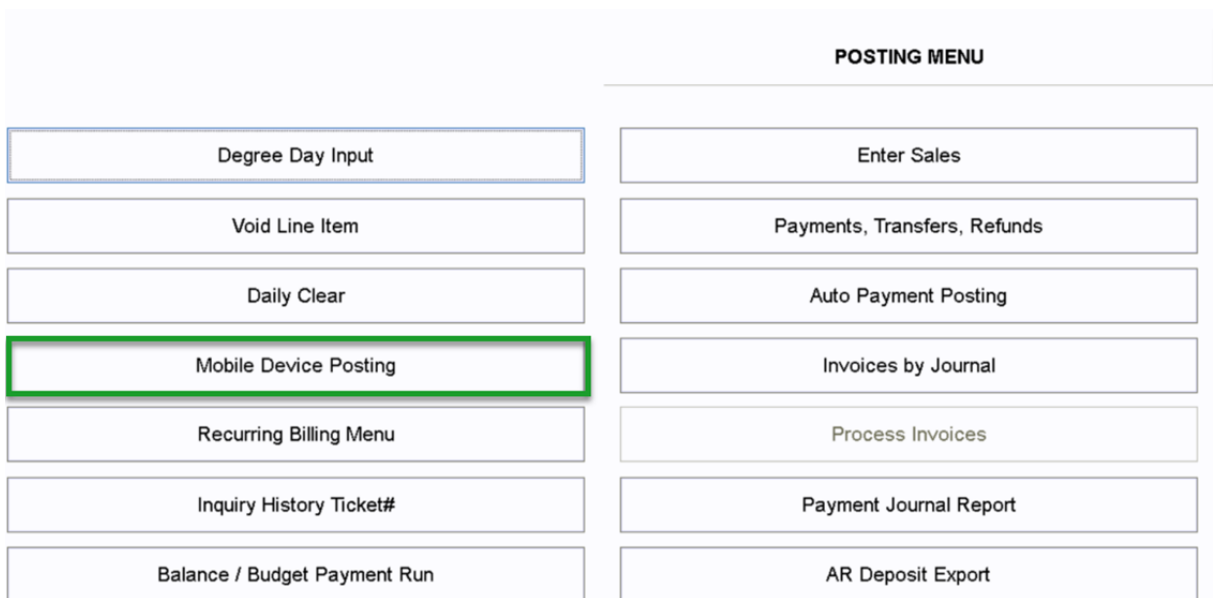 POSTING MENU
Degree Day Input
Enter Sales
Void Line Item
Payments, Transfers, Refunds
Daily Clear
Auto Payment Posting
Mobile Device Posting
Invoices by Journal
Recurring Billing Menu
Process Invoices
Inquiry History Ticket#
Payment Journal Report
Balance / Budget Payment Run
AR Deposit Export